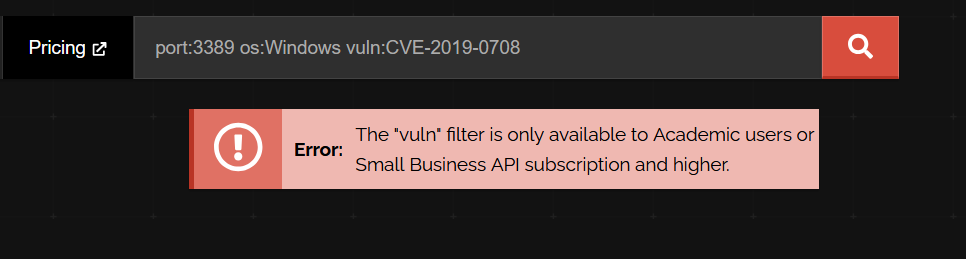 Pricing
port:3389 os:Windows vuln:CVE-2019-0708
Error: The "vuln" filter is only available to Academic users or
Small Business API subscription and higher.